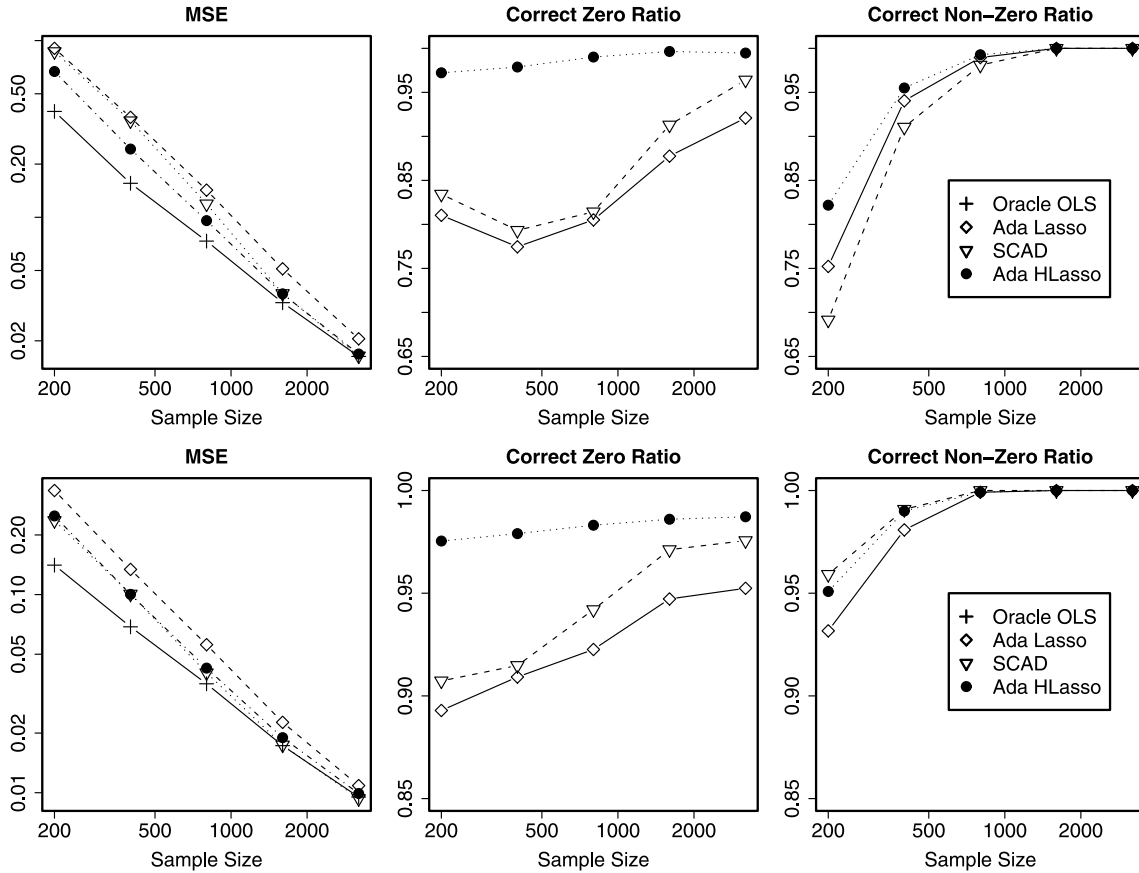 MSE
0.50
0.20
0.05
0.02
200
500
1000
2000
Sample Size
Correct Zero Ratio
0.95
0.85
0.75
0.65
200
500
1000
2000
Sample Size
Correct Non−Zero Ratio
0.95
0.85
0.75
0.65
Oracle OLS
Ada Lasso
SCAD
Ada HLasso
200
500
1000
2000
Sample Size
MSE
0.20
0.10
0.05
0.02
0.01
200
500
1000
2000
Sample Size
Correct Zero Ratio
1.00
0.95
0.90
0.85
200
500
1000
2000
Sample Size
Correct Non−Zero Ratio
1.00
0.95
0.90
0.85
Oracle OLS
Ada Lasso
SCAD
Ada HLasso
200
500
1000
2000
Sample Size